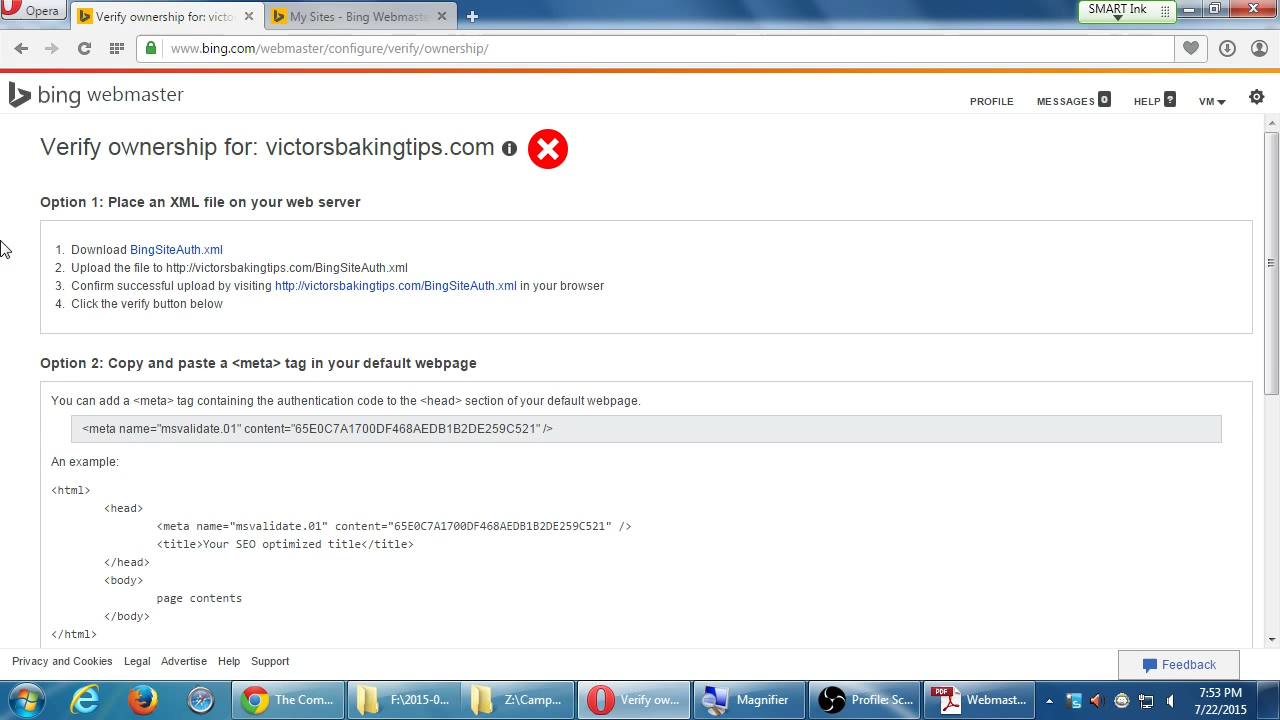 Opera
Verify ownership for: victo
My Sites - Bing Webmaste
SMART Ink
www.bing.com/webmaster/configure/verify/ownership/
bing webmaster
PROFILE
MESSAGES 0
HELP ?
VM
Verify ownership for: victorsbakingtips.com
Option 1: Place an XML file on your web server
1. Download BingSiteAuth.xml
2. Upload the file to http://victorsbakingtips.com/BingSiteAuth.xml
3. Confirm successful upload by visiting http://victorsbakingtips.com/BingSiteAuth.xml in your browser
4. Click the verify button below
Option 2: Copy and paste a <meta> tag in your default webpage
You can add a <meta> tag containing the authentication code to the <head> section of your default webpage.
<meta name="msvalidate.01" content="65E0C7A1700DF468AEDB1B2DE259C521" />
An example:
<html>
<head>
<meta name="msvalidate.01" content="65E0C7A1700DF468AEDB1B2DE259C521" />
<title>Your SEO optimized title</title>
</head>
<body>
page contents
</body>
</html>
Privacy and Cookies
Legal
Advertise
Help
Support
Feedback
The Com...
F:\2015-0...
Z:\Camp...
Verify ow...
Magnifier
Profile: Sc...
PDF
Webmast...
7:53 PM
7/22/2015